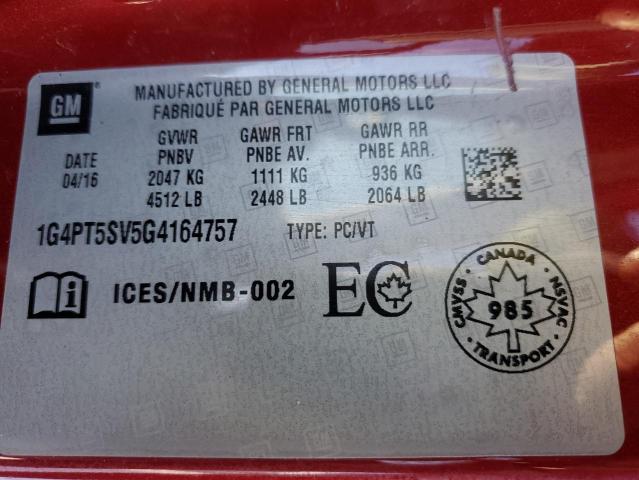 GM
MANUFACTURED BY GENERAL MOTORS LLC
FABRIQUÉ PAR GENERAL MOTORS LLC
GVWR GAWR FRT GAWR RR
DATE PNBV PNBE AV. PNBE ARR.
04/16 2047 KG 1111 KG 936 KG
4512 LB 2448 LB 2064 LB
1G4PT5SV5G4164757 TYPE: PC/VT
i ICES/NMB-002 EC
CMVSS · CANADA · NSVAC · TRANSPORT ·
985